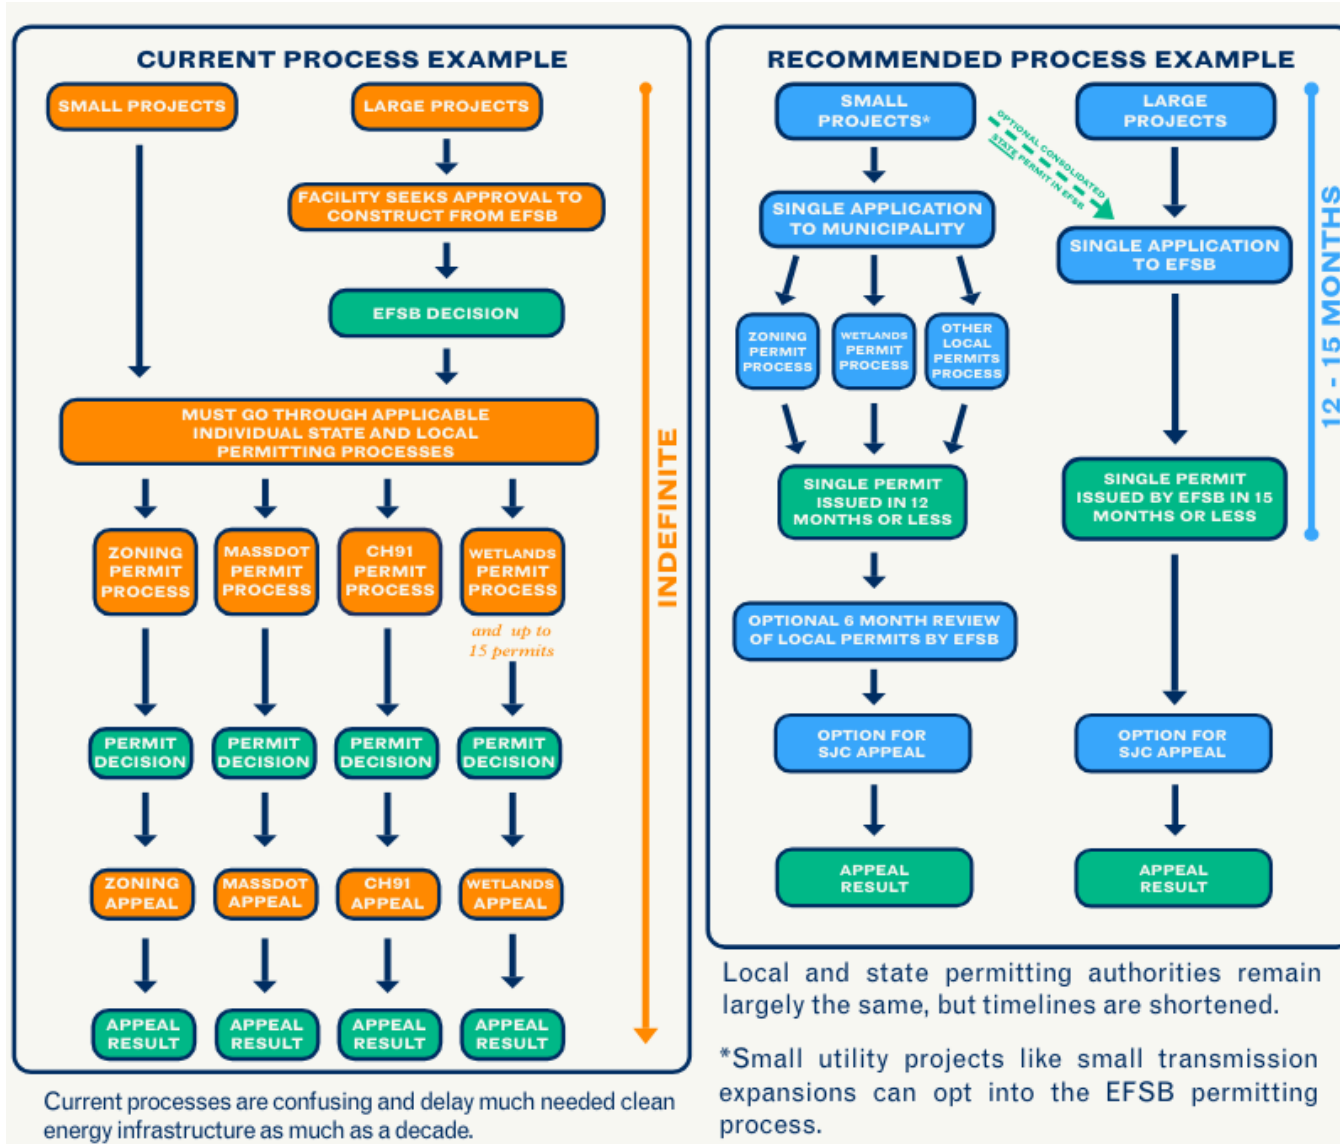 CURRENT PROCESS EXAMPLE
SMALL PROJECTS
LARGE PROJECTS
FACILITY SEEKS APPROVAL TO
CONSTRUCT FROM EFSB
EFSB DECISION
MUST GO THROUGH APPLICABLE
INDIVIDUAL STATE AND LOCAL
PERMITTING PROCESSES
ZONING
PERMIT
PROCESS
MASSDOT
PERMIT
PROCESS
CH91
PERMIT
PROCESS
WETLANDS
PERMIT
PROCESS
and up to
15 permits
PERMIT
DECISION
PERMIT
DECISION
PERMIT
DECISION
PERMIT
DECISION
ZONING
APPEAL
MASSDOT
APPEAL
CH91
APPEAL
WETLANDS
APPEAL
APPEAL
RESULT
APPEAL
RESULT
APPEAL
RESULT
APPEAL
RESULT
INDEFINITE
Current processes are confusing and delay much needed clean
energy infrastructure as much as a decade.
RECOMMENDED PROCESS EXAMPLE
SMALL
PROJECTS*
LARGE
PROJECTS
OPTIONAL CONSOLIDATED
STATE PERMIT IN EFSB
SINGLE APPLICATION
TO MUNICIPALITY
SINGLE APPLICATION
TO EFSB
ZONING
PERMIT
PROCESS
WETLANDS
PERMIT
PROCESS
OTHER
LOCAL
PERMITS
PROCESS
SINGLE PERMIT
ISSUED IN 12
MONTHS OR LESS
SINGLE PERMIT
ISSUED BY EFSB IN 15
MONTHS OR LESS
OPTIONAL 6 MONTH REVIEW
OF LOCAL PERMITS BY EFSB
OPTION FOR
SJC APPEAL
OPTION FOR
SJC APPEAL
APPEAL
RESULT
APPEAL
RESULT
12 - 15 MONTHS
Local and state permitting authorities remain
largely the same, but timelines are shortened.
*Small utility projects like small transmission
expansions can opt into the EFSB permitting
process.